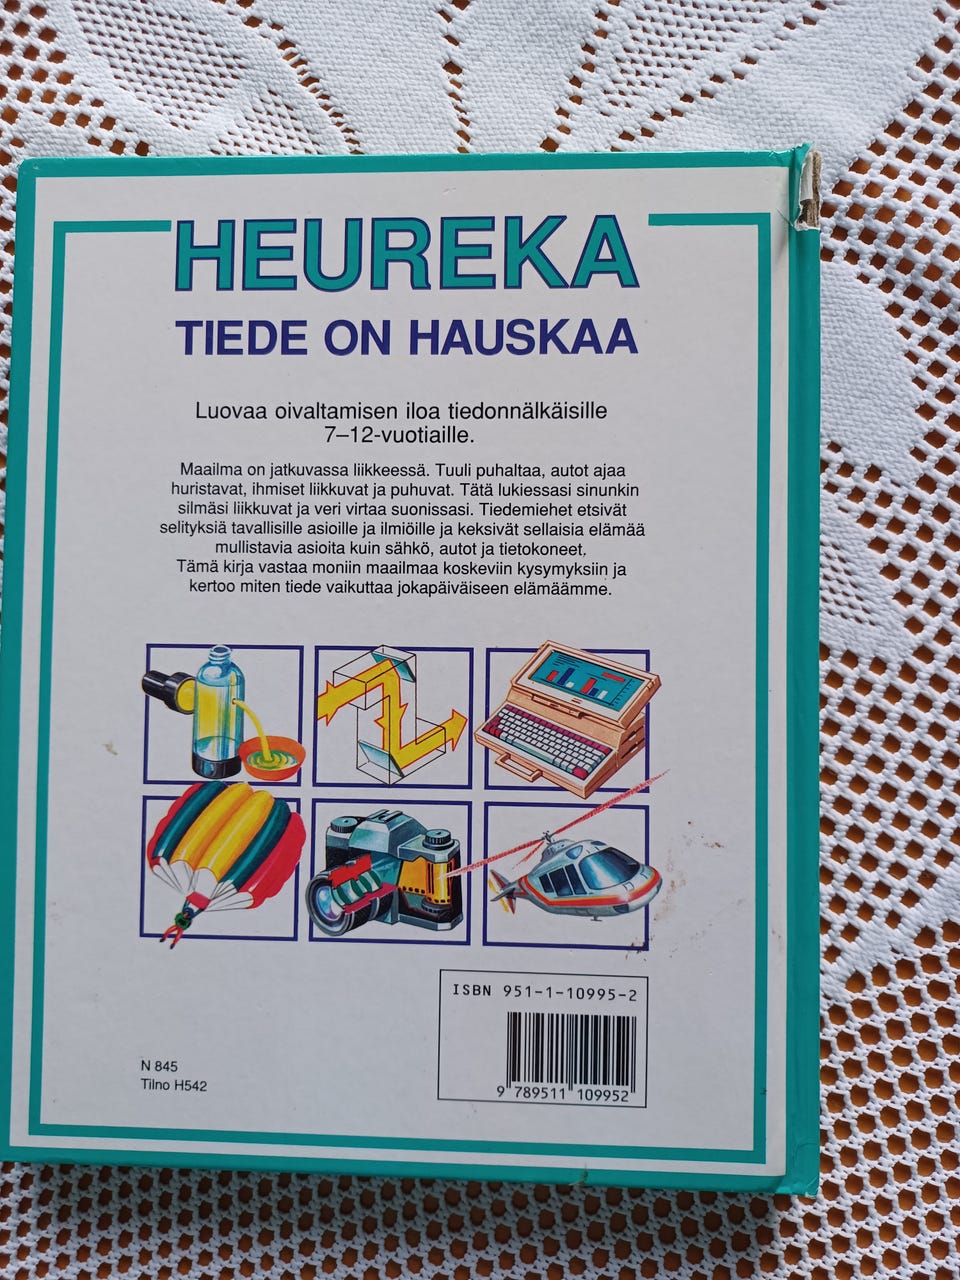 HEUREKA
TIEDE ON HAUSKAA
Luovaa oivaltamisen iloa tiedonnälkäisille
7–12-vuotiaille.
Maailma on jatkuvassa liikkeessä. Tuuli puhaltaa, autot ajaa
huristavat, ihmiset liikkuvat ja puhuvat. Tätä lukiessasi sinunkin
silmäsi liikkuvat ja veri virtaa suonissasi. Tiedemiehet etsivät
selityksiä tavallisille asioille ja ilmiöille ja keksivät sellaisia elämää
mullistavia asioita kuin sähkö, autot ja tietokoneet.
Tämä kirja vastaa moniin maailmaa koskeviin kysymyksiin ja
kertoo miten tiede vaikuttaa jokapäiväiseen elämäämme.
ISBN 951-1-10995-2
9 789511 109952
N 845
Tilno H542